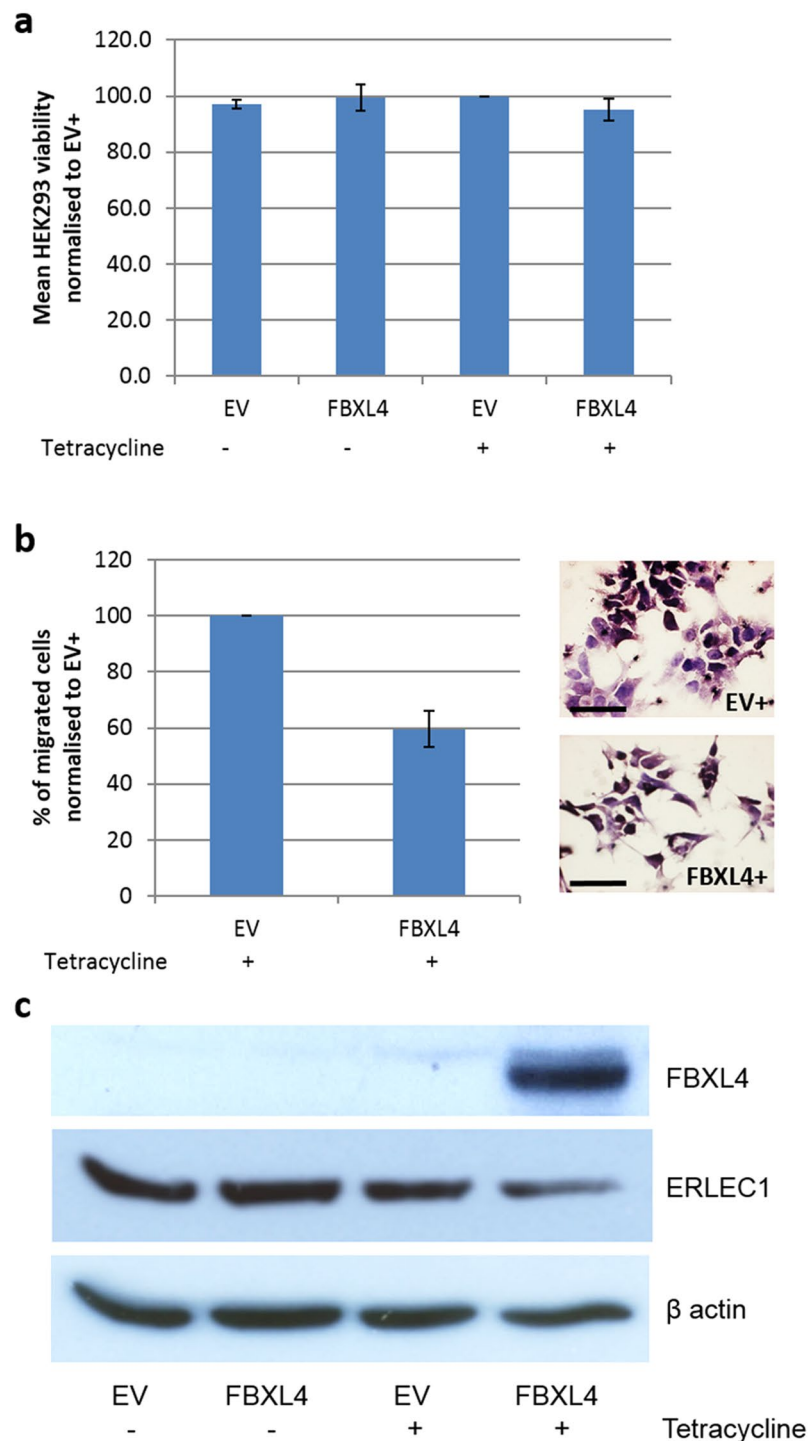 a
Mean HEK293 viability
normalised to EV+
120.0
100.0
80.0
60.0
40.0
20.0
0.0
EV FBXL4 EV FBXL4
Tetracycline - - + +
b
% of migrated cells
normalised to EV+
120
100
80
60
40
20
0
EV FBXL4
Tetracycline + +
EV+
FBXL4+
c
FBXL4
ERLEC1
β actin
EV FBXL4 EV FBXL4
- - + + Tetracycline